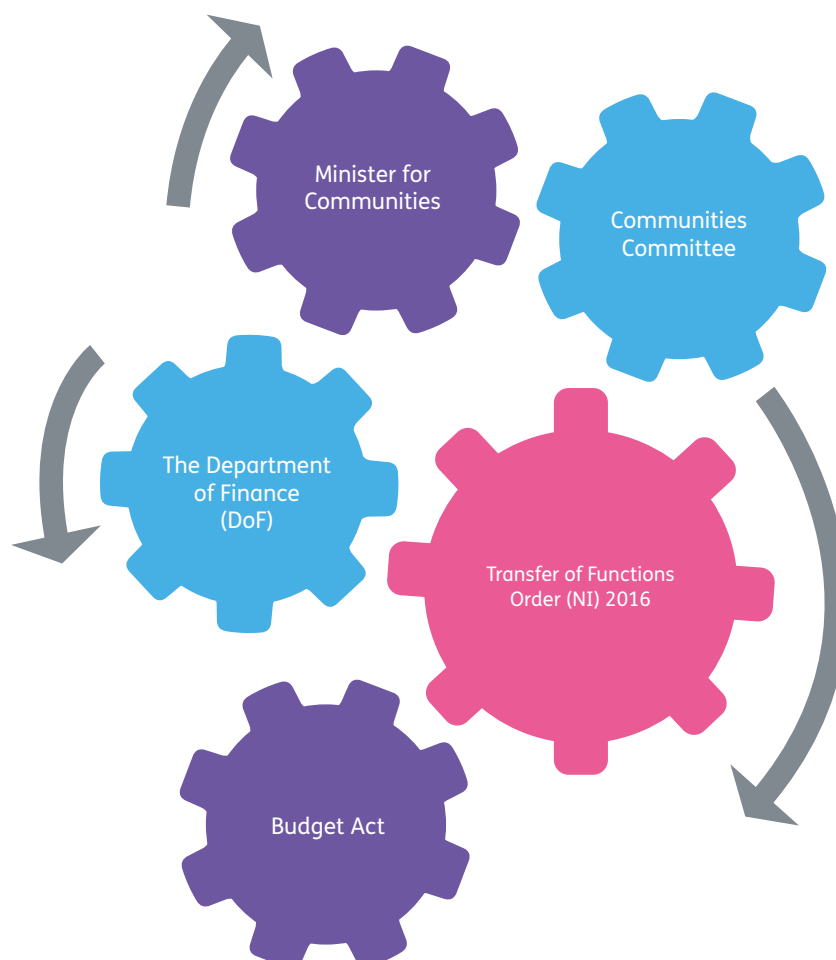 Minister for
Communities
Communities
Committee
The Department
of Finance
(DoF)
Transfer of Functions
Order (NI) 2016
Budget Act